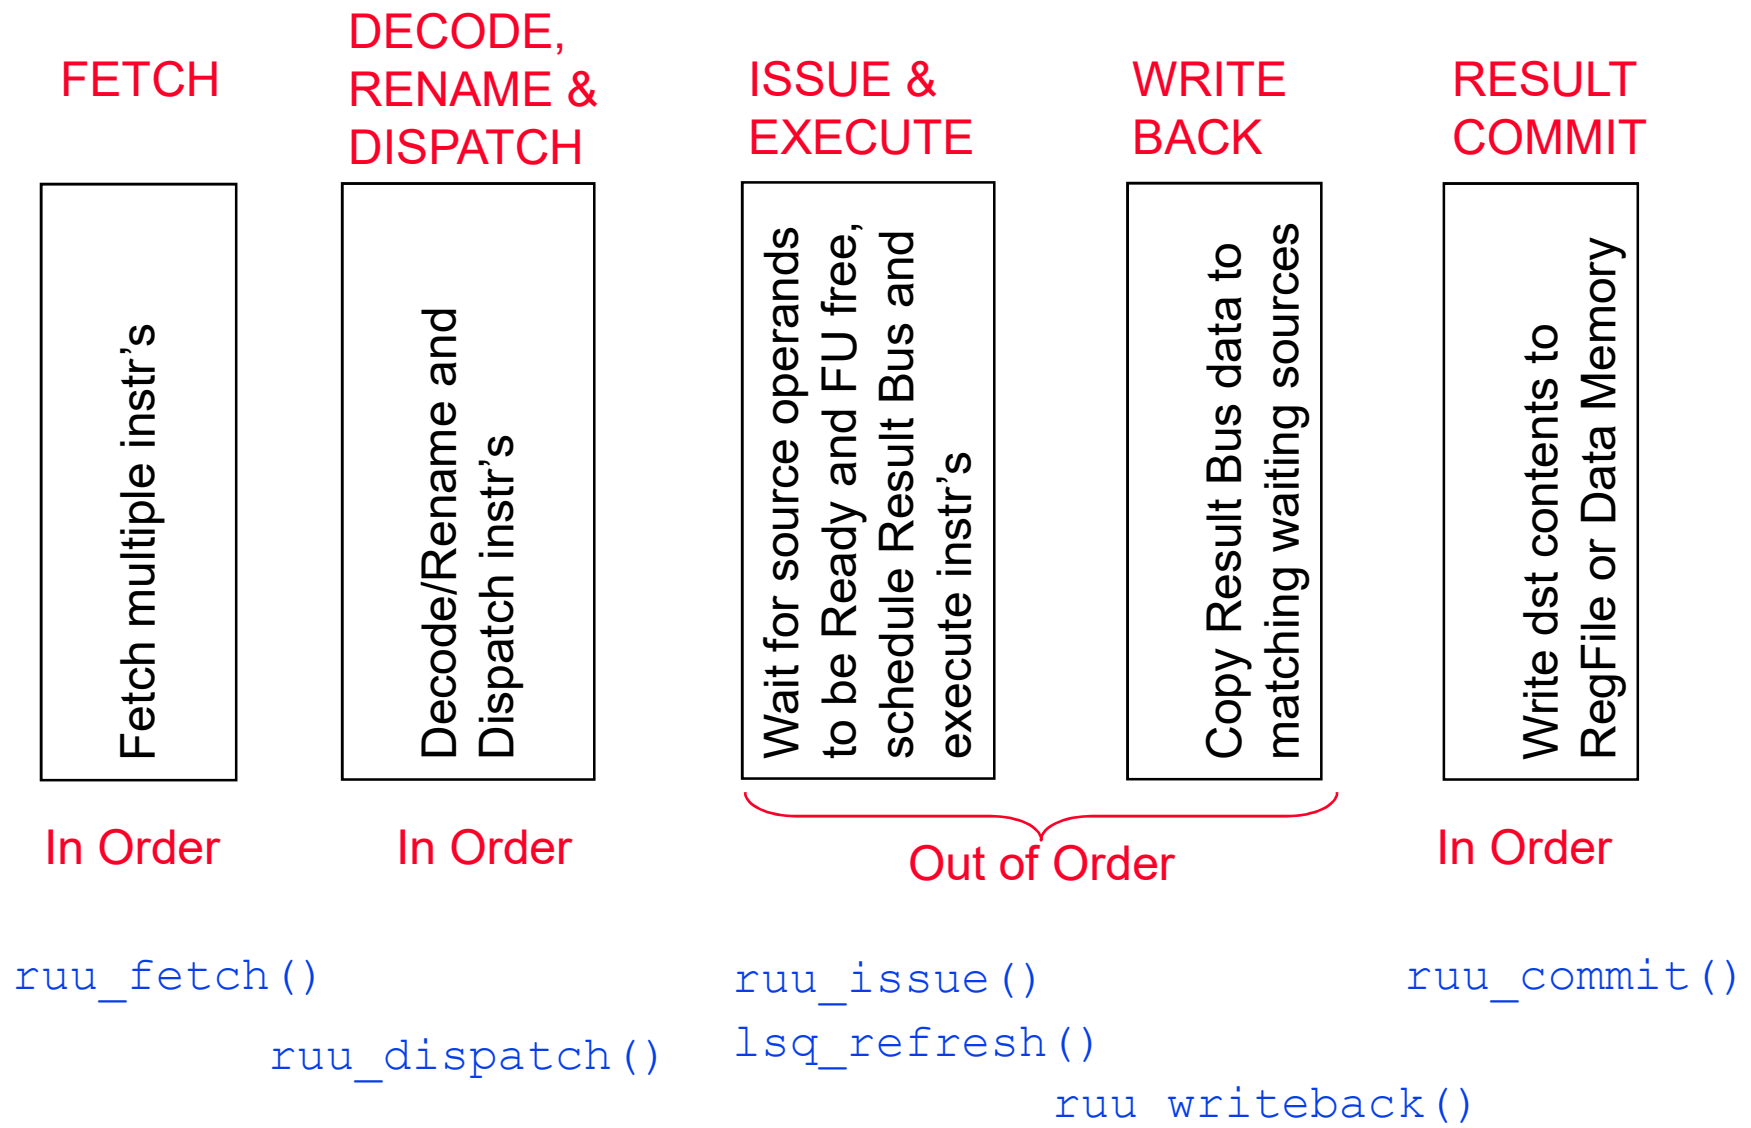 FETCH
DECODE,
RENAME &
DISPATCH
ISSUE &
EXECUTE
WRITE
BACK
RESULT
COMMIT
Fetch multiple instr’s
Decode/Rename and
Dispatch instr’s
Wait for source operands
to be Ready and FU free,
schedule Result Bus and
execute instr’s
Copy Result Bus data to
matching waiting sources
Write dst contents to
RegFile or Data Memory
In Order
In Order
Out of Order
In Order
ruu_fetch()
ruu_dispatch()
ruu_issue()
lsq_refresh()
ruu writeback()
ruu_commit()